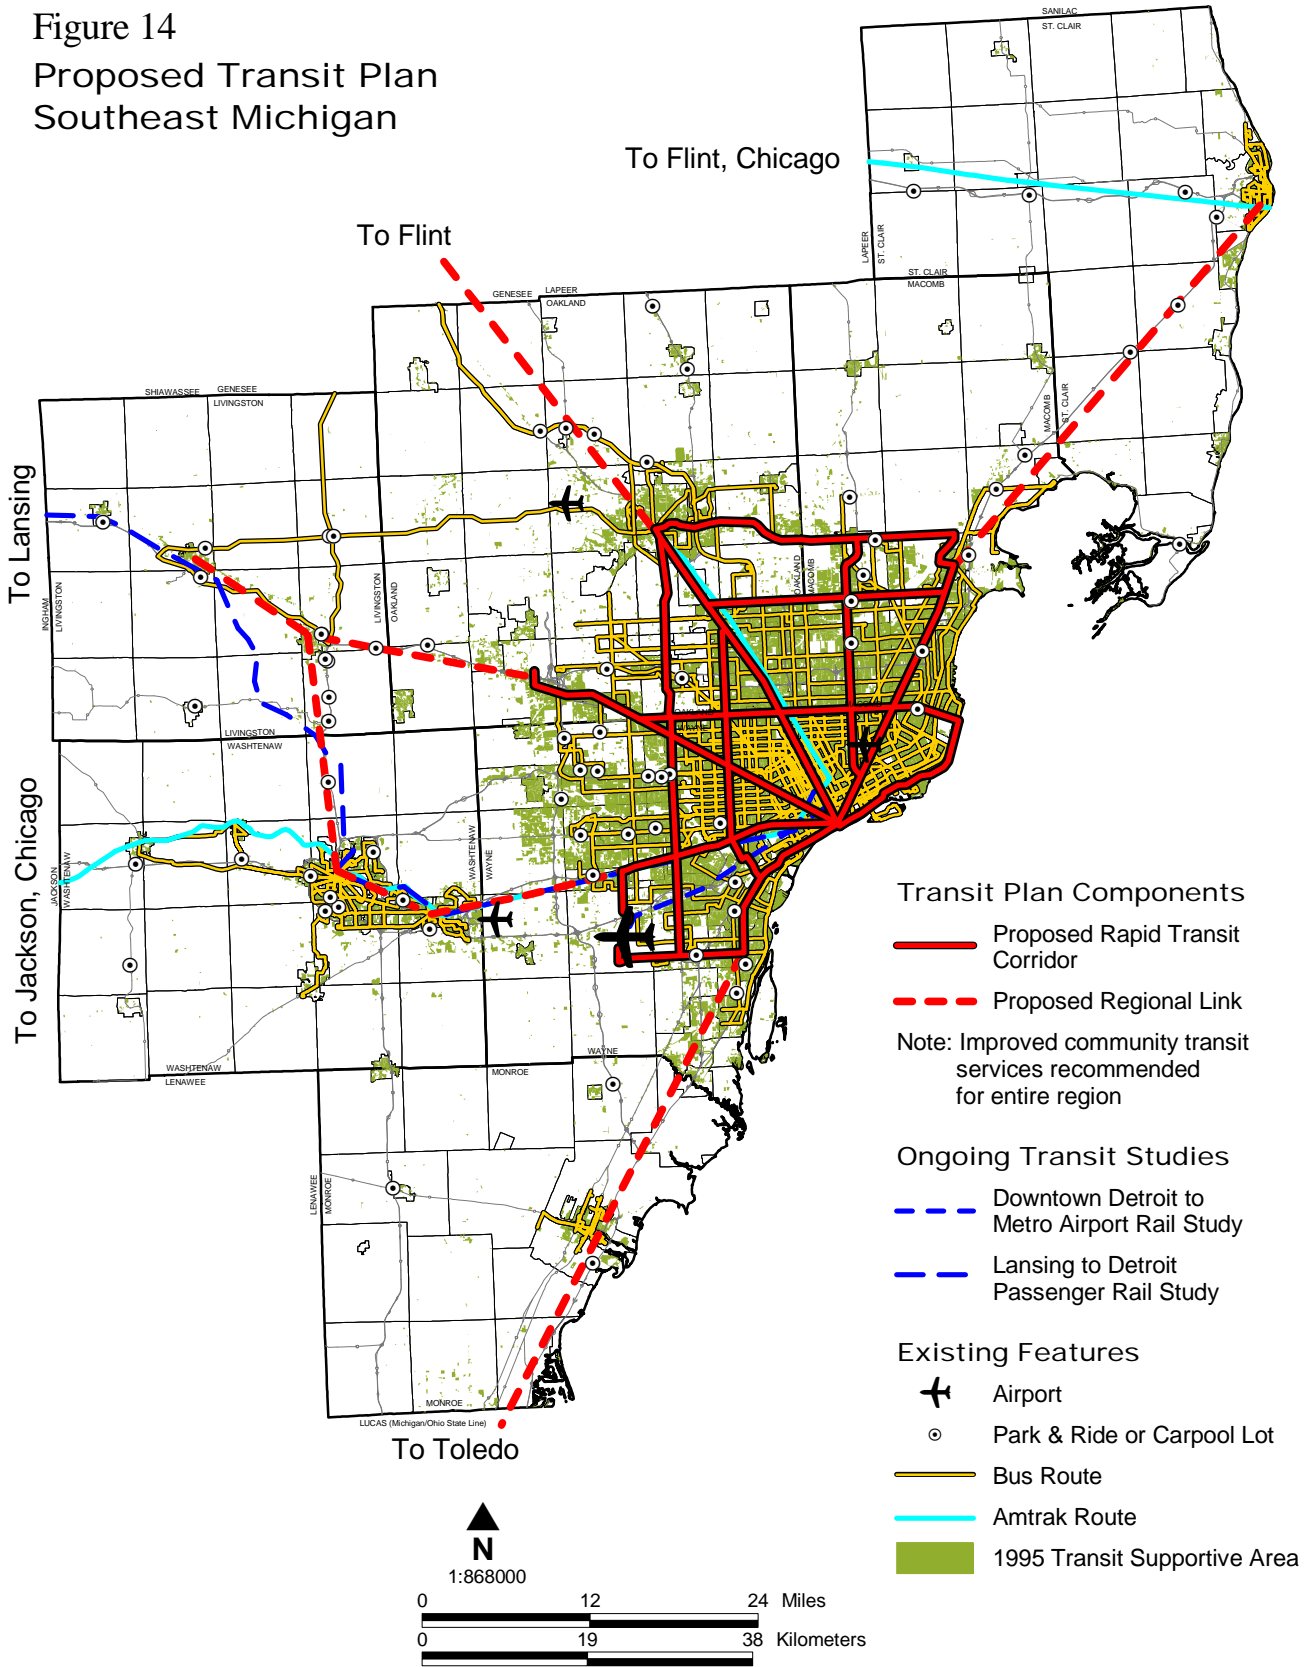 Figure 14
Proposed Transit Plan
Southeast Michigan
SANILAC
ST. CLAIR
To Flint, Chicago
To Flint
LAPEER
ST. CLAIR
ST. CLAIR
MACOMB
GENESEE
LAPEER
OAKLAND
SHIAWASSEE
GENESEE
LIVINGSTON
MACOMB
ST. CLAIR
To Lansing
INGHAM
LIVINGSTON
LIVINGSTON
OAKLAND
OAKLAND
MACOMB
OAKLAND
LIVINGSTON
WASHTENAW
To Jackson, Chicago
JACKSON
WASHTENAW
WASHTENAW
WAYNE
WASHTENAW
LENAWEE
WAYNE
MONROE
LENAWEE
MONROE
MONROE
LUCAS (Michigan/Ohio State Line)
To Toledo
Transit Plan Components
Proposed Rapid Transit
Corridor
Proposed Regional Link
Note: Improved community transit
services recommended
for entire region
Ongoing Transit Studies
Downtown Detroit to
Metro Airport Rail Study
Lansing to Detroit
Passenger Rail Study
Existing Features
Airport
Park & Ride or Carpool Lot
Bus Route
Amtrak Route
1995 Transit Supportive Area
N
1:868000
0 12 24 Miles
0 19 38 Kilometers